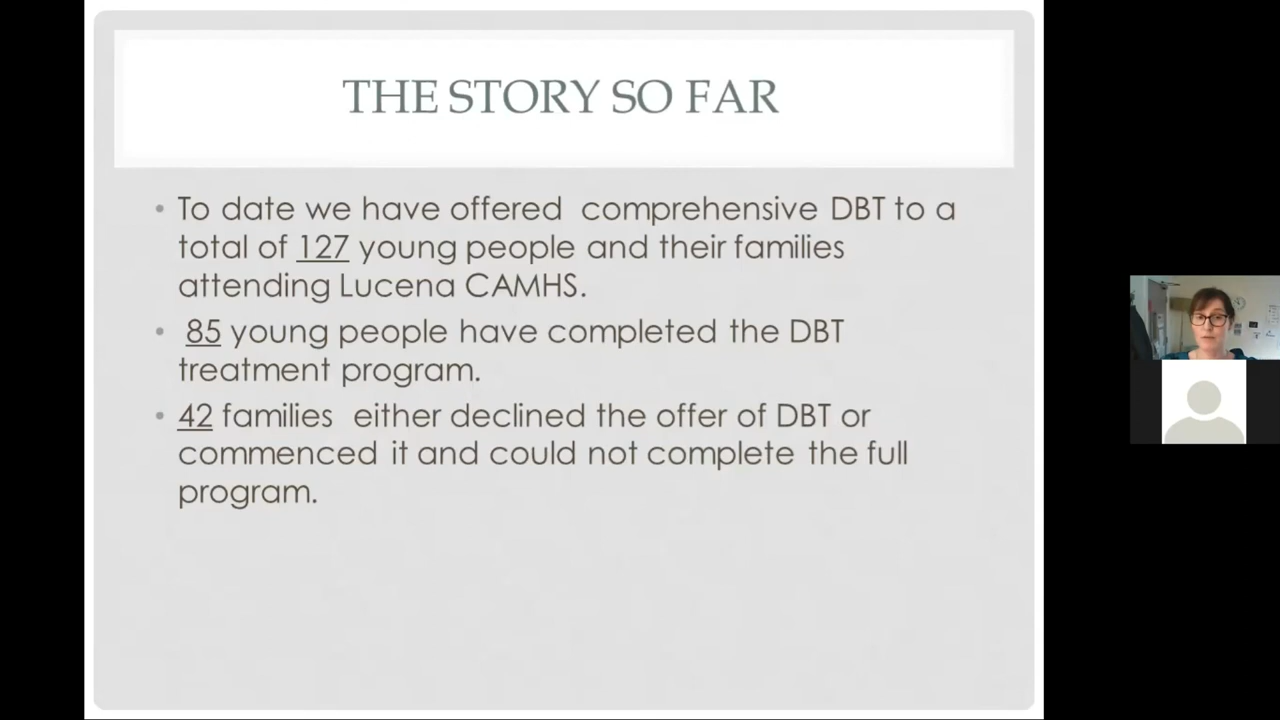 THE STORY SO FAR
• To date we have offered comprehensive DBT to a
total of 127 young people and their families
attending Lucena CAMHS.
• 85 young people have completed the DBT
treatment program.
• 42 families either declined the offer of DBT or
commenced it and could not complete the full
program.